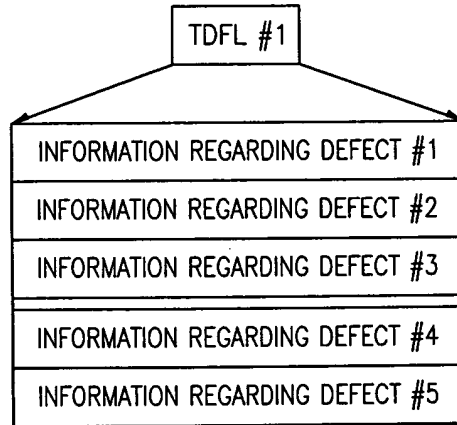 TDFL #1
INFORMATION REGARDING DEFECT #1
INFORMATION REGARDING DEFECT #2
INFORMATION REGARDING DEFECT #3
INFORMATION REGARDING DEFECT #4
INFORMATION REGARDING DEFECT #5